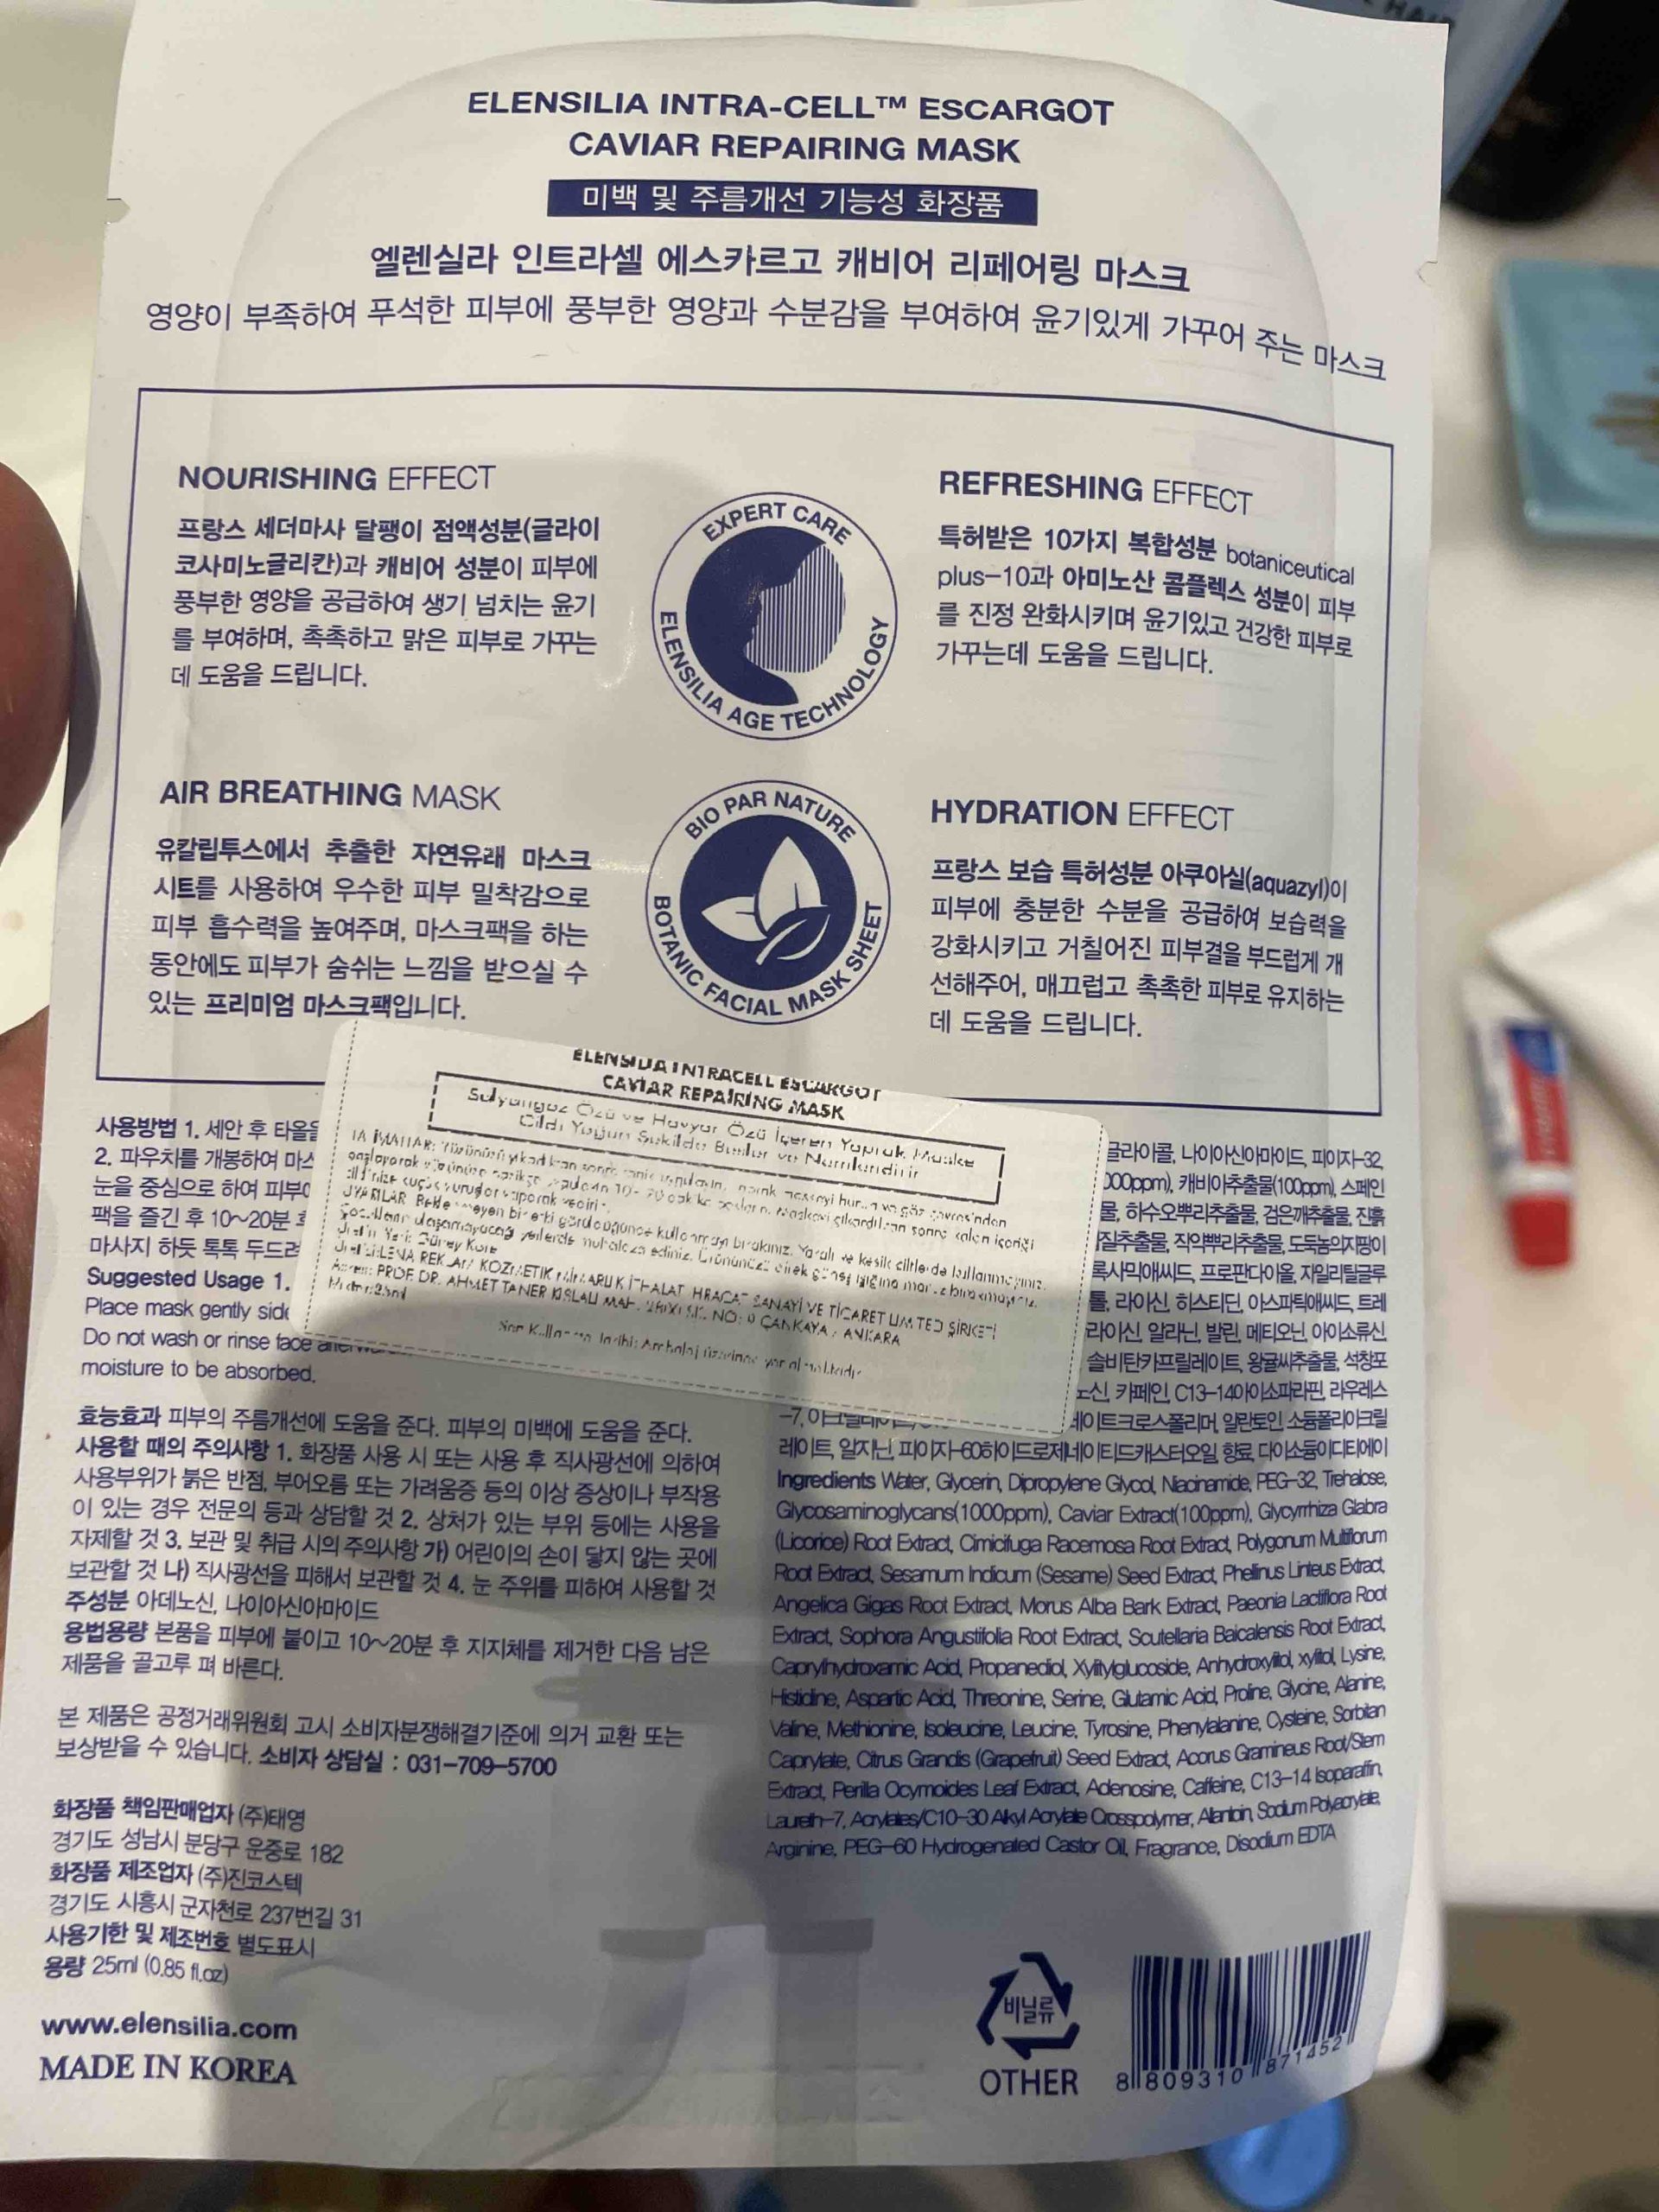 ELENSILIA INTRA-CELL™ ESCARGOT
CAVIAR REPAIRING MASK
미백 및 주름개선 기능성 화장품
엘렌실라 인트라셀 에스카르고 캐비어 리페어링 마스크
영양이 부족하여 푸석한 피부에 풍부한 영양과 수분감을 부여하여 윤기있게 가꾸어 주는 마스크
NOURISHING EFFECT
프랑스 세더마사 달팽이 점액성분(글라이
코사미노글리칸)과 캐비어 성분이 피부에
풍부한 영양을 공급하여 생기 넘치는 윤기
를 부여하며, 촉촉하고 맑은 피부로 가꾸는
데 도움을 드립니다.
EXPERT CARE
ELENSILIA AGE TECHNOLOGY
REFRESHING EFFECT
특허받은 10가지 복합성분 botaniceutical
plus-10과 아미노산 콤플렉스 성분이 피부
를 진정 완화시키며 윤기있고 건강한 피부로
가꾸는데 도움을 드립니다.
AIR BREATHING MASK
유칼립투스에서 추출한 자연유래 마스크
시트를 사용하여 우수한 피부 밀착감으로
피부 흡수력을 높여주며, 마스크팩을 하는
동안에도 피부가 숨쉬는 느낌을 받으실 수
있는 프리미엄 마스크팩입니다.
BIO PAR NATURE
BOTANIC FACIAL MASK SHEET
HYDRATION EFFECT
프랑스 보습 특허성분 아쿠아실(aquazyl)이
피부에 충분한 수분을 공급하여 보습력을
강화시키고 거칠어진 피부결을 부드럽게 개
선해주어, 매끄럽고 촉촉한 피부로 유지하는
데 도움을 드립니다.
ELENSILIA INTRACELL ESCARGOT
CAVIAR REPAIRING MASK
Salyangoz Özü ve Havyar Özü İçeren Yaprak Maske
Cildi Yoğun Şekilde Besler ve Nemlendirir
Üretim Yeri: Güney Kore
KOZMETİK İTHALAT İHRACAT SANAYİ VE TİCARET LİMİTED ŞİRKETİ
PROF. DR. AHMET TANER KIŞLALI MAH. NO: 9 ÇANKAYA / ANKARA
Miktar: 25ml
사용방법 1. 세안 후 타올
2. 파우치를 개봉하여 마스
눈을 중심으로 하여 피부
팩을 즐긴 후 10~20분
마사지 하듯 톡톡 두드려
Suggested Usage 1.
Place mask gently
Do not wash or rinse face
moisture to be absorbed.
효능효과 피부의 주름개선에 도움을 준다. 피부의 미백에 도움을 준다.
사용할 때의 주의사항 1. 화장품 사용 시 또는 사용 후 직사광선에 의하여
사용부위가 붉은 반점, 부어오름 또는 가려움증 등의 이상 증상이나 부작용
이 있는 경우 전문의 등과 상담할 것 2. 상처가 있는 부위 등에는 사용을
자제할 것 3. 보관 및 취급 시의 주의사항 가) 어린이의 손이 닿지 않는 곳에
보관할 것 나) 직사광선을 피해서 보관할 것 4. 눈 주위를 피하여 사용할 것
주성분 아데노신, 나이아신아마이드
용법용량 본품을 피부에 붙이고 10~20분 후 지지체를 제거한 다음 남은
제품을 골고루 펴 바른다.
본 제품은 공정거래위원회 고시 소비자분쟁해결기준에 의거 교환 또는
보상받을 수 있습니다. 소비자 상담실 : 031-709-5700
화장품 책임판매업자 (주)태영
경기도 성남시 분당구 운중로 182
화장품 제조업자 (주)진코스텍
경기도 시흥시 군자천로 237번길 31
사용기한 및 제조번호 별도표시
용량 25ml (0.85 fl.oz)
www.elensilia.com
MADE IN KOREA
글라이콜, 나이아신아마이드, 피이지-32,
000ppm), 캐비아추출물(100ppm), 스페인
물, 하수오뿌리추출물, 검은깨추출물, 진흙
질추출물, 작약뿌리추출물, 도둑놈의지팡이
록사믹애씨드, 프로판다이올, 자일리틸글루
톨, 라이신, 히스티딘, 아스파틱애씨드, 트레
라이신, 알라닌, 발린, 메티오닌, 아이소류신,
솔비탄카프릴레이트, 왕귤씨추출물, 석창포
노신, 카페인, C13-14아이소파라핀, 라우레스
-7, 네이트크로스폴리머, 알란토인, 소듐폴리아크릴
레이트, 알지닌, 피이지-60하이드로제네이티드캐스터오일, 향료, 다이소듐이디티에이
Ingredients Water, Glycerin, Dipropylene Glycol, Niacinamide, PEG-32, Trehalose,
Glycosaminoglycans(1000ppm), Caviar Extract(100ppm), Glycyrrhiza Glabra
(Licorice) Root Extract, Cimicifuga Racemosa Root Extract, Polygonum Multiflorum
Root Extract, Sesamum Indicum (Sesame) Seed Extract, Phellinus Linteus Extract,
Angelica Gigas Root Extract, Morus Alba Bark Extract, Paeonia Lactiflora Root
Extract, Sophora Angustifolia Root Extract, Scutellaria Baicalensis Root Extract,
Caprylhydroxamic Acid, Propanediol, Xylitylglucoside, Anhydroxylitol, xylitol, Lysine,
Histidine, Aspartic Acid, Threonine, Serine, Glutamic Acid, Proline, Glycine, Alanine,
Valine, Methionine, Isoleucine, Leucine, Tyrosine, Phenylalanine, Cysteine, Sorbitan
Caprylate, Citrus Grandis (Grapefruit) Seed Extract, Acorus Gramineus Root/Stem
Extract, Perilla Ocymoides Leaf Extract, Adenosine, Caffeine, C13-14 Isoparaffin,
Laureth-7, Acrylates/C10-30 Alkyl Acrylate Crosspolymer, Allantoin, Sodium Polyacrylate,
Arginine, PEG-60 Hydrogenated Castor Oil, Fragrance, Disodium EDTA
비닐류
OTHER
8 809310 871452